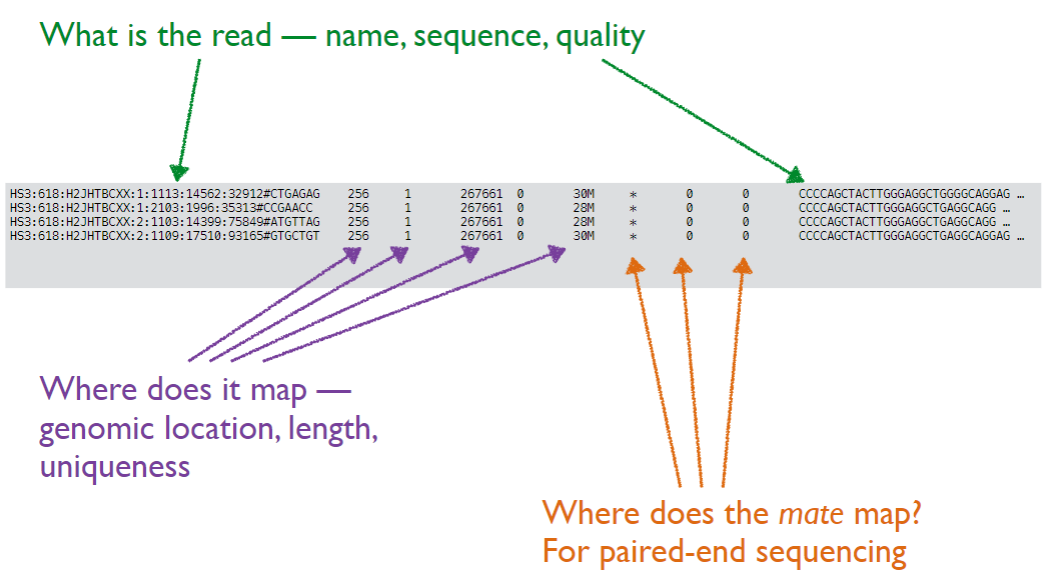 What is the read — name, sequence, quality
HS3:618:H2JHTBCXX:1:1113:14562:32912#CTGAGAG 256 1 267661 0 30M * 0 0 CCCCAGCTACTTGGGAGGCTGGGGCAGGAG …
HS3:618:H2JHTBCXX:1:2103:1996:35313#CCGAACC 256 1 267661 0 28M * 0 0 CCCCAGCTACTTGGGAGGCTGAGGCAGG …
HS3:618:H2JHTBCXX:2:1103:14399:75849#ATGTTAG 256 1 267661 0 28M * 0 0 CCCCAGCTACTTGGGAGGCTGAGGCAGG …
HS3:618:H2JHTBCXX:2:1109:17510:93165#GTGCTGT 256 1 267661 0 30M * 0 0 CCCCAGCTACTTGGGAGGCTGAGGCAGGAG …
Where does it map —
genomic location, length,
uniqueness
Where does the mate map?
For paired-end sequencing